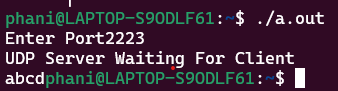 phani@LAPTOP-S9ODLF61:~$ ./a.out
Enter Port2223
UDP Server Waiting For Client
abcdphani@LAPTOP-S9ODLF61:~$